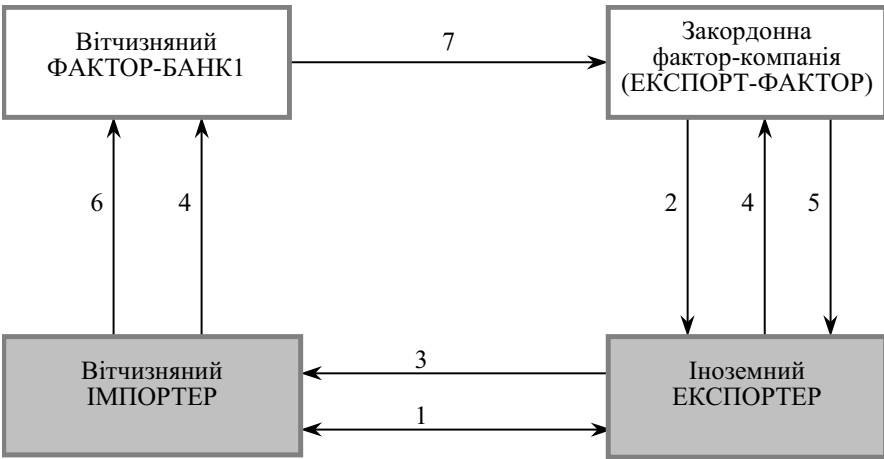 Вітчизняний
ФАКТОР-БАНК1
7
Закордонна
фактор-компанія
(ЕКСПОРТ-ФАКТОР)
6
4
2
4
5
Вітчизняний
ІМПОРТЕР
3
1
Іноземний
ЕКСПОРТЕР